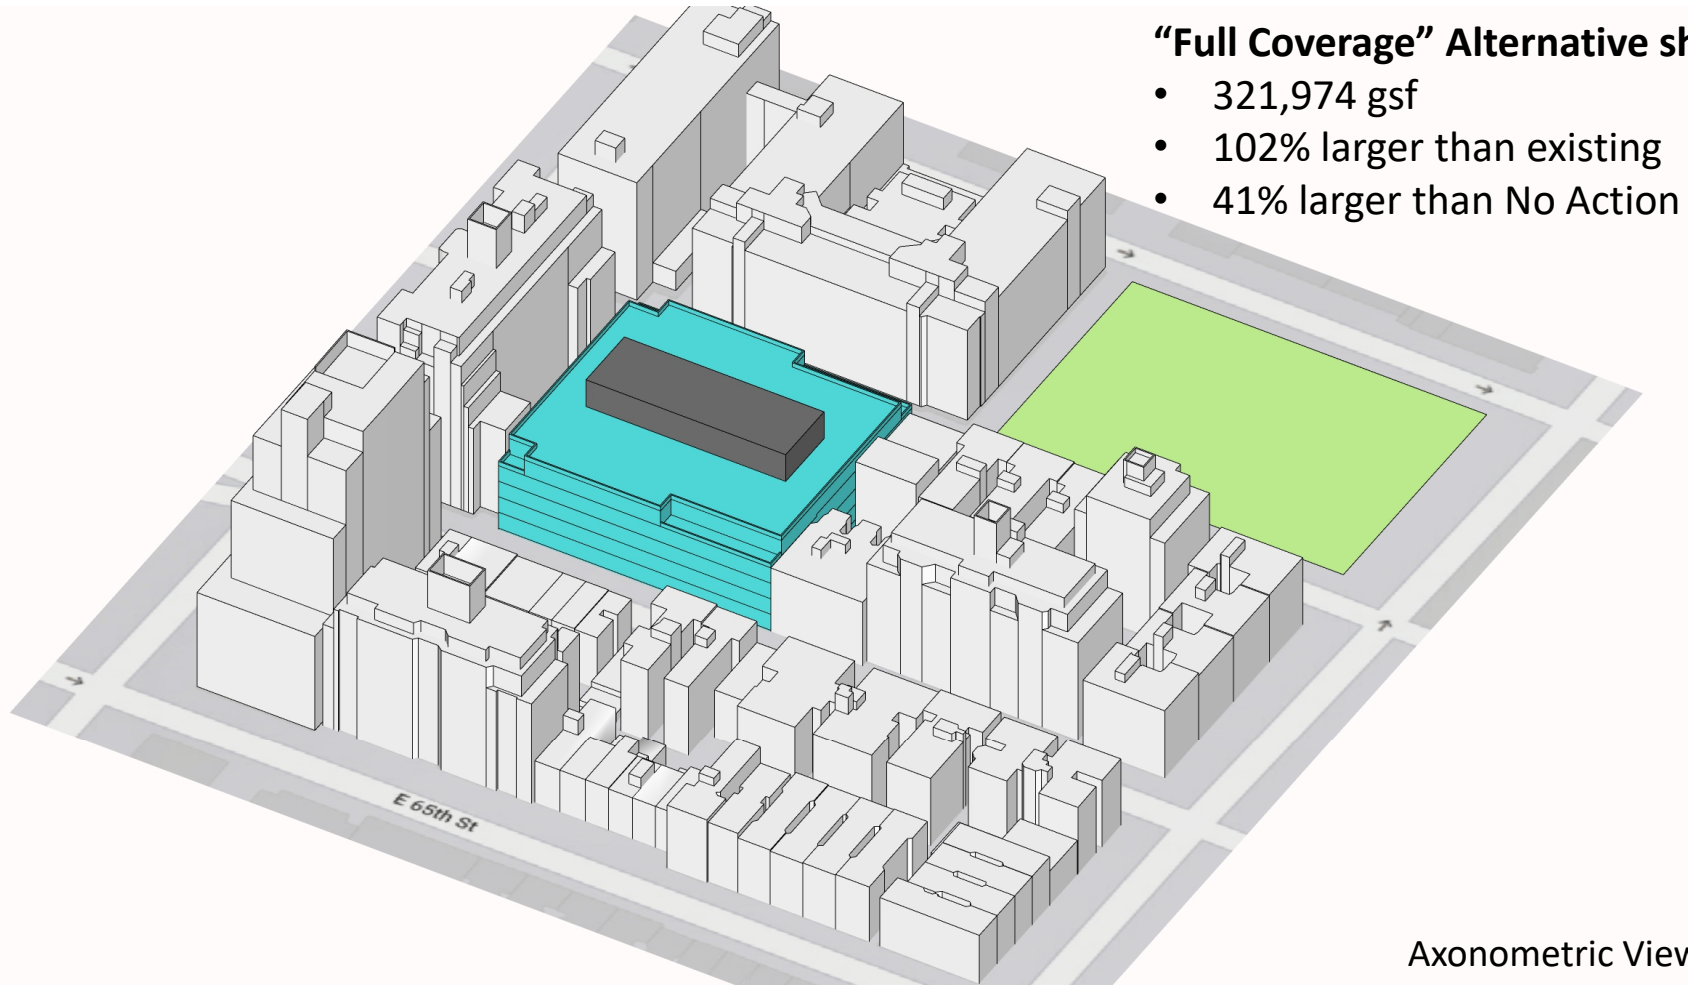 “Full Coverage” Alternative
• 321,974 gsf
• 102% larger than existing
• 41% larger than No Action
E 65th St
Axonometric View